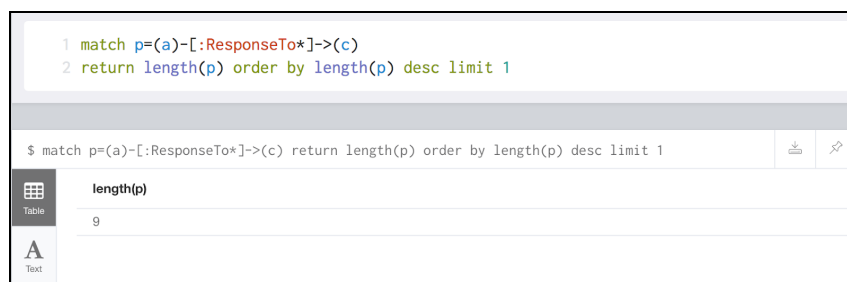 1 match p=(a)-[:ResponseTo*]->(c)
2 return length(p) order by length(p) desc limit 1
$ match p=(a)-[:ResponseTo*]->(c) return length(p) order by length(p) desc limit 1
Table
length(p)
9
A
Text